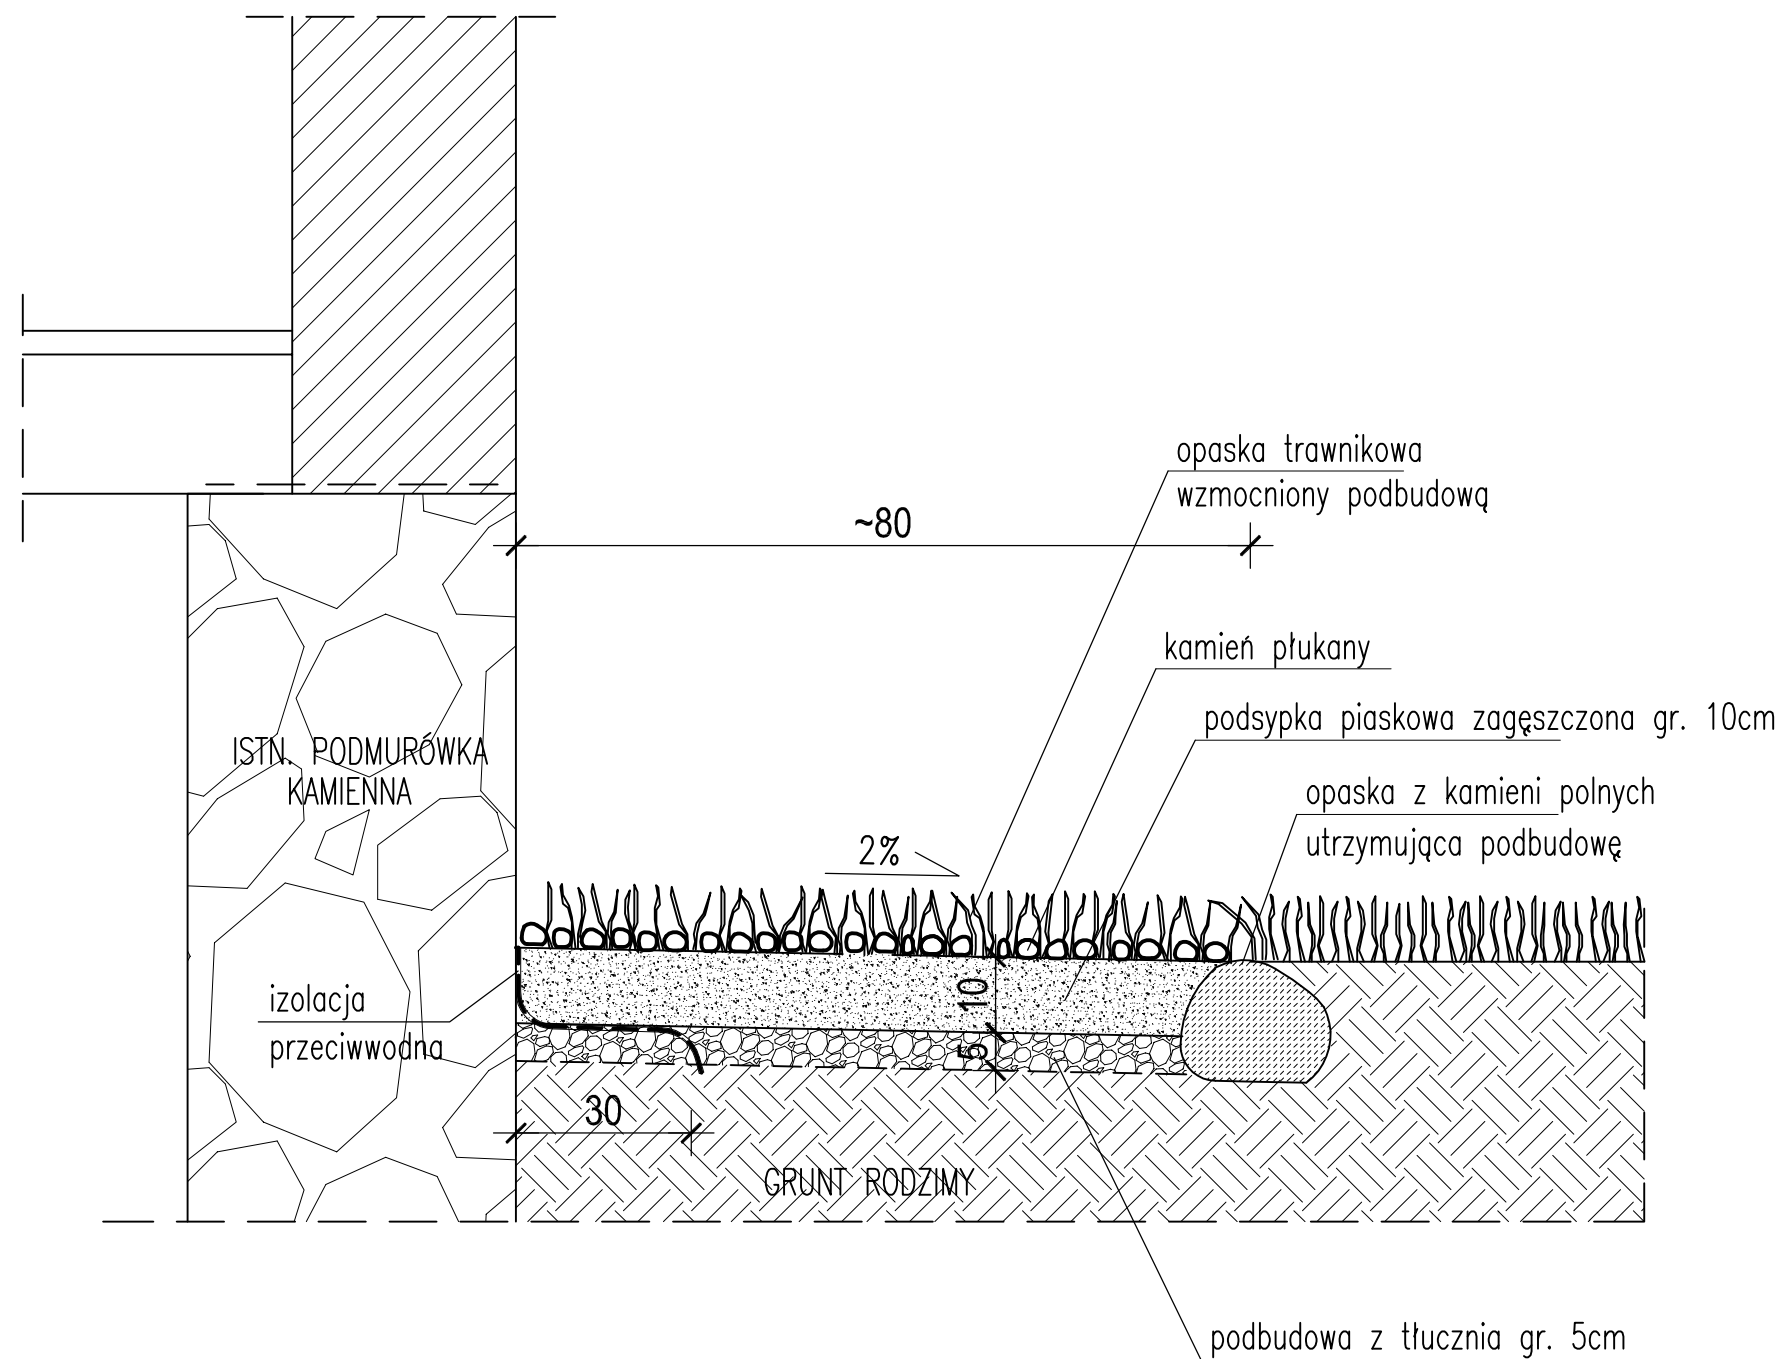 opaska trawnikowa
wzmocniony podbudową
~80
kamień płukany
podsypka piaskowa zagęszczona gr. 10cm
ISTN. PODMURÓWKA
KAMIENNA
opaska z kamieni polnych
utrzymująca podbudowę
2%
izolacja
przeciwwodna
10
5
30
GRUNT RODZIMY
podbudowa z tłucznia gr. 5cm